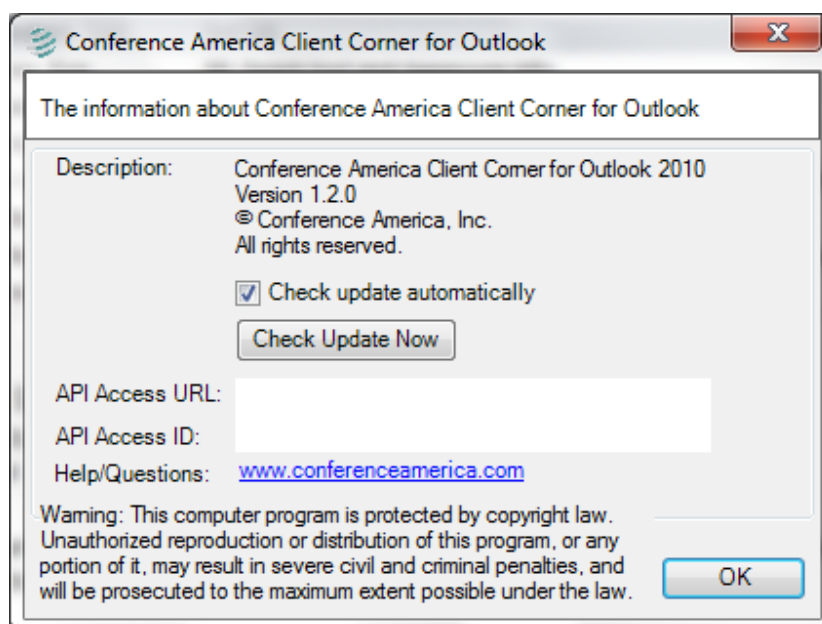 Conference America Client Corner for Outlook
The information about Conference America Client Corner for Outlook
Description:
Conference America Client Corner for Outlook 2010
Version 1.2.0
© Conference America, Inc.
All rights reserved.
Check update automatically
Check Update Now
API Access URL:
API Access ID:
Help/Questions: www.conferenceamerica.com
Warning: This computer program is protected by copyright law.
Unauthorized reproduction or distribution of this program, or any
portion of it, may result in severe civil and criminal penalties, and
will be prosecuted to the maximum extent possible under the law.
OK